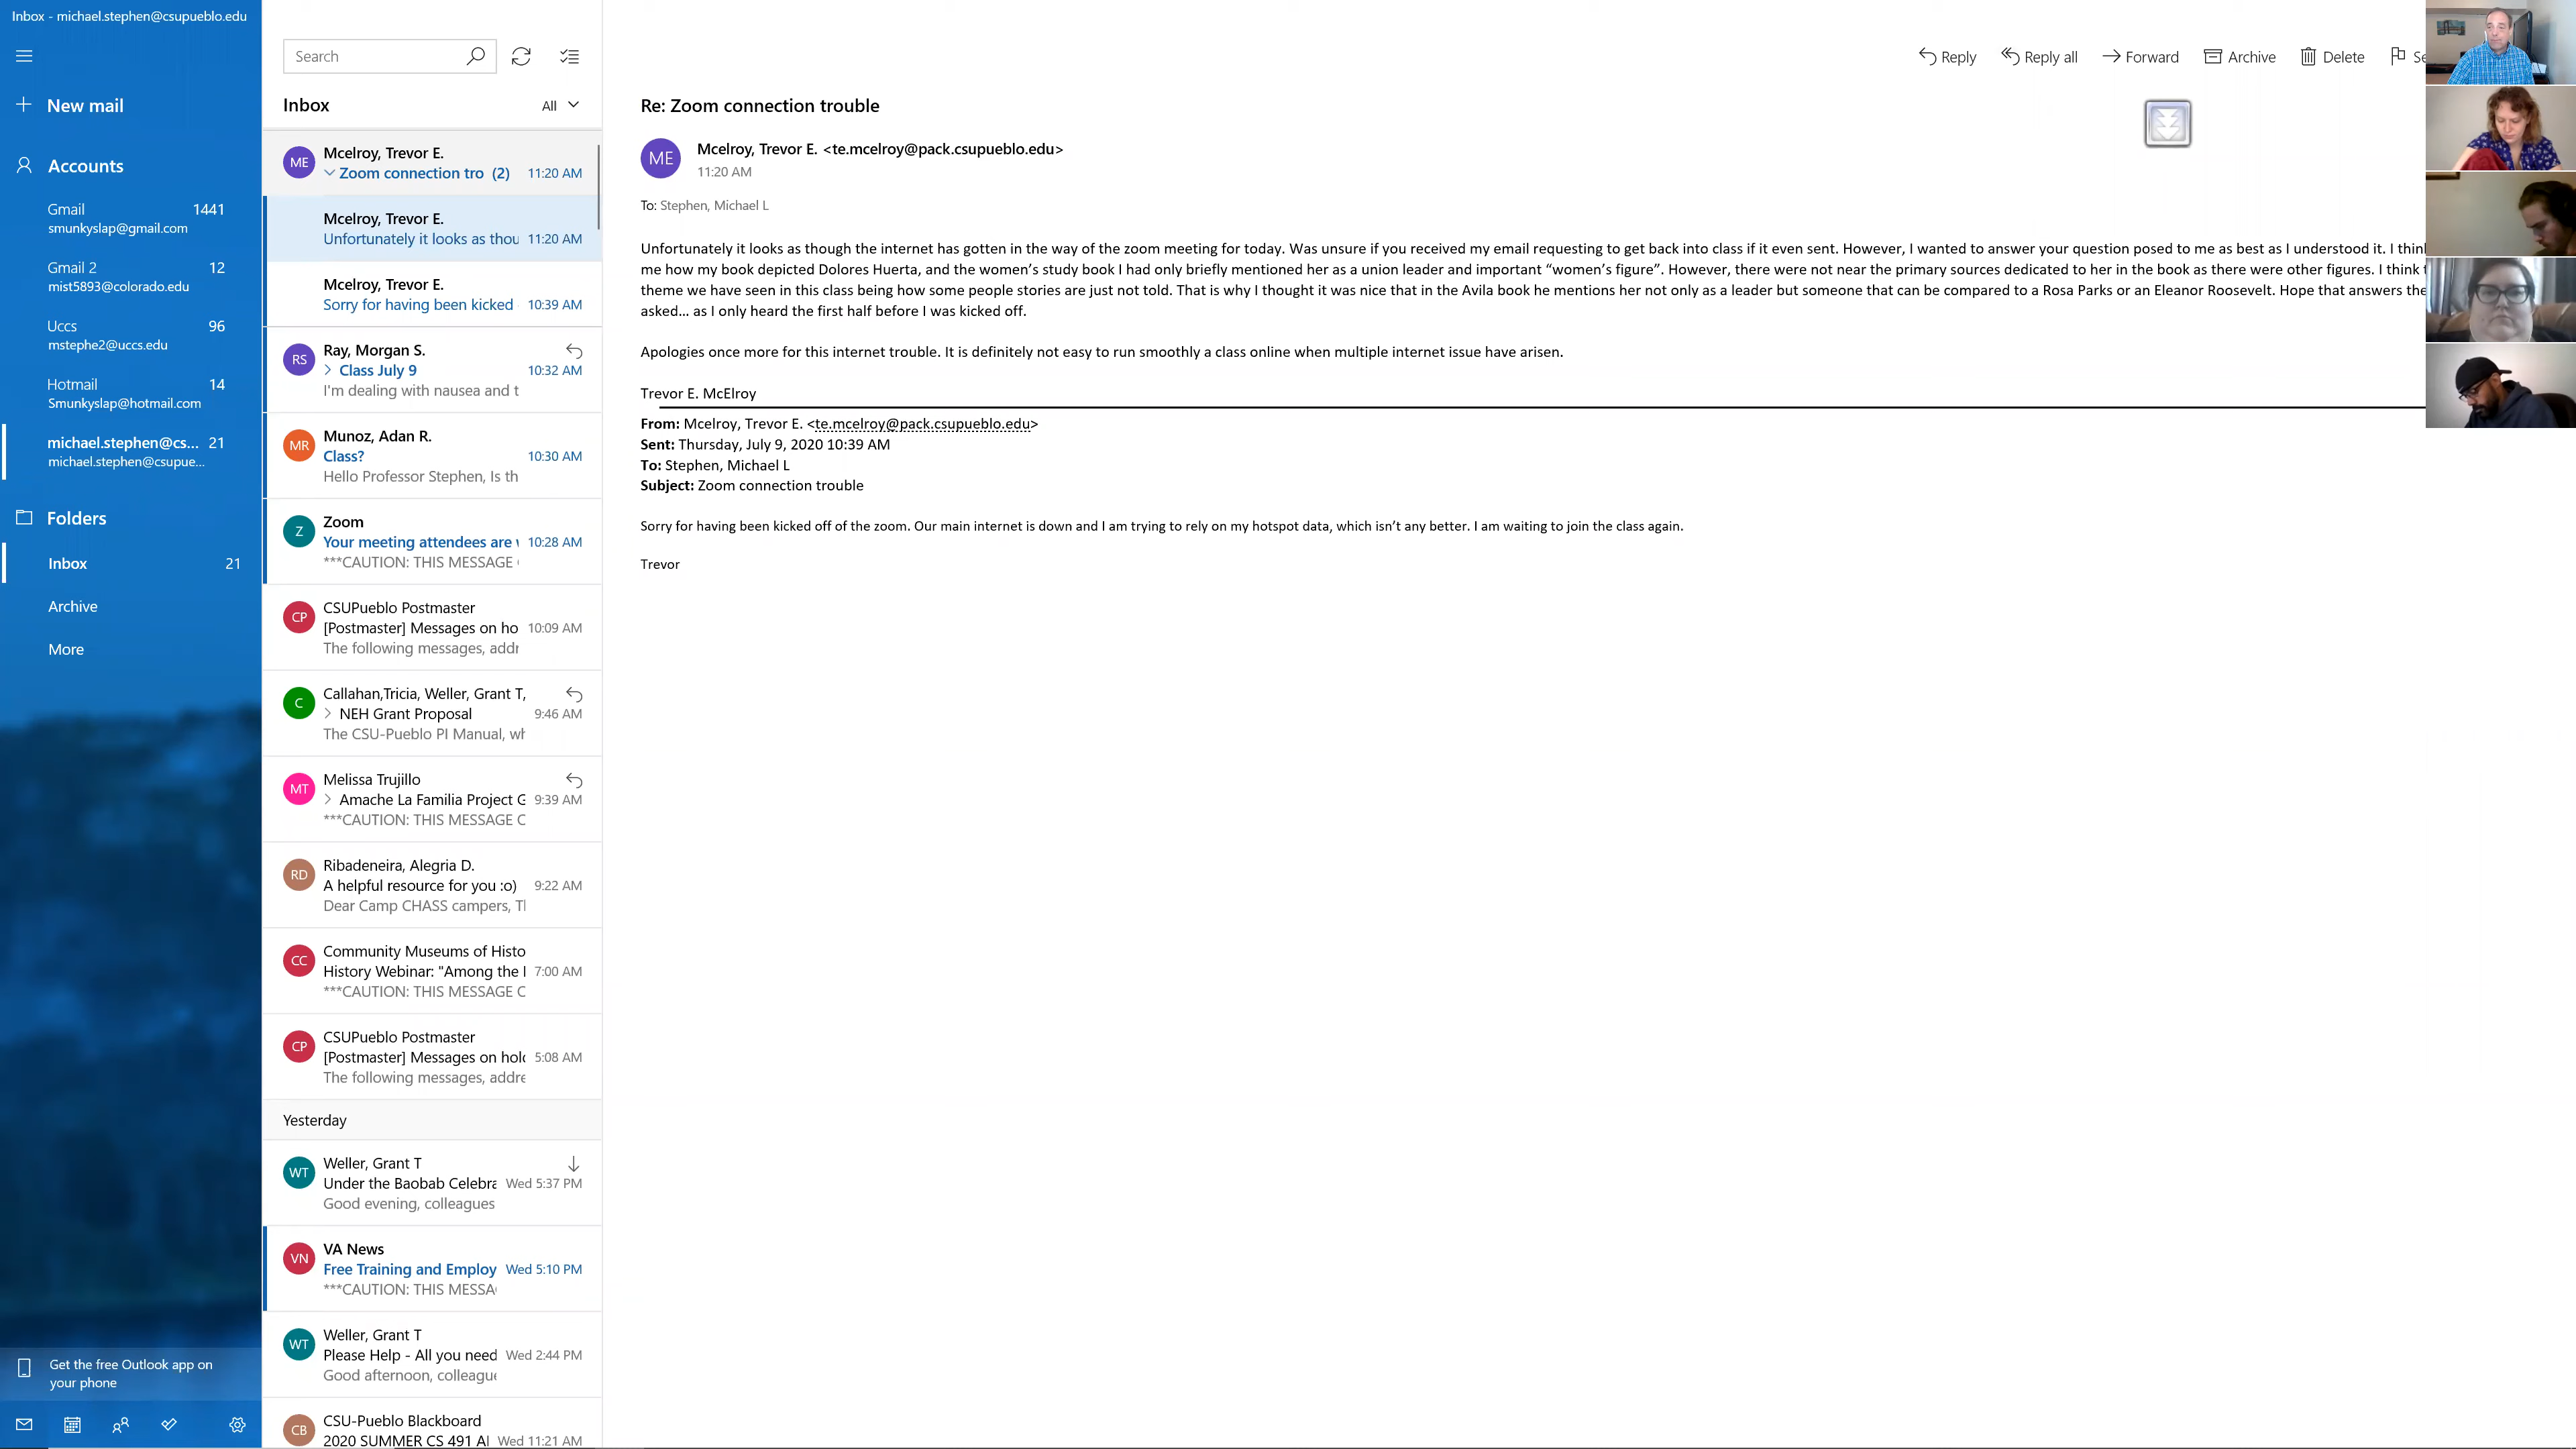 Inbox - michael.stephen@csupueblo.edu
New mail
Accounts
Gmail 1441
smunkyslap@gmail.com
Gmail 2 12
mist5893@colorado.edu
Uccs 96
mstephe2@uccs.edu
Hotmail 14
Smunkyslap@hotmail.com
michael.stephen@cs... 21
michael.stephen@csupue...
Folders
Inbox 21
Archive
More
Get the free Outlook app on
your phone
Search
Inbox All
ME Mcelroy, Trevor E.
Zoom connection tro (2) 11:20 AM
Mcelroy, Trevor E.
Unfortunately it looks as thou 11:20 AM
Mcelroy, Trevor E.
Sorry for having been kicked 10:39 AM
RS Ray, Morgan S.
Class July 9 10:32 AM
I'm dealing with nausea and t
MR Munoz, Adan R.
Class? 10:30 AM
Hello Professor Stephen, Is th
Z Zoom
Your meeting attendees are 10:28 AM
***CAUTION: THIS MESSAGE
CP CSUPueblo Postmaster
[Postmaster] Messages on ho 10:09 AM
The following messages, addr
C Callahan,Tricia, Weller, Grant T,
NEH Grant Proposal 9:46 AM
The CSU-Pueblo PI Manual, wh
MT Melissa Trujillo
Amache La Familia Project G 9:39 AM
***CAUTION: THIS MESSAGE C
RD Ribadeneira, Alegria D.
A helpful resource for you :o) 9:22 AM
Dear Camp CHASS campers, Tl
CC Community Museums of Histo
History Webinar: "Among the 7:00 AM
***CAUTION: THIS MESSAGE C
CP CSUPueblo Postmaster
[Postmaster] Messages on hold 5:08 AM
The following messages, addre
Yesterday
WT Weller, Grant T
Under the Baobab Celebra Wed 5:37 PM
Good evening, colleagues
VN VA News
Free Training and Employ Wed 5:10 PM
***CAUTION: THIS MESSA
WT Weller, Grant T
Please Help - All you need Wed 2:44 PM
Good afternoon, colleague
CB CSU-Pueblo Blackboard
2020 SUMMER CS 491 Wed 11:21 AM
Reply Reply all Forward Archive Delete Se
Re: Zoom connection trouble
ME Mcelroy, Trevor E. <te.mcelroy@pack.csupueblo.edu>
11:20 AM
To: Stephen, Michael L
Unfortunately it looks as though the internet has gotten in the way of the zoom meeting for today. Was unsure if you received my email requesting to get back into class if it even sent. However, I wanted to answer your question posed to me as best as I understood it. I thin
me how my book depicted Dolores Huerta, and the women’s study book I had only briefly mentioned her as a union leader and important “women’s figure”. However, there were not near the primary sources dedicated to her in the book as there were other figures. I think
theme we have seen in this class being how some people stories are just not told. That is why I thought it was nice that in the Avila book he mentions her not only as a leader but someone that can be compared to a Rosa Parks or an Eleanor Roosevelt. Hope that answers the
asked... as I only heard the first half before I was kicked off.
Apologies once more for this internet trouble. It is definitely not easy to run smoothly a class online when multiple internet issue have arisen.
Trevor E. McElroy
From: Mcelroy, Trevor E. <te.mcelroy@pack.csupueblo.edu>
Sent: Thursday, July 9, 2020 10:39 AM
To: Stephen, Michael L
Subject: Zoom connection trouble
Sorry for having been kicked off of the zoom. Our main internet is down and I am trying to rely on my hotspot data, which isn’t any better. I am waiting to join the class again.
Trevor